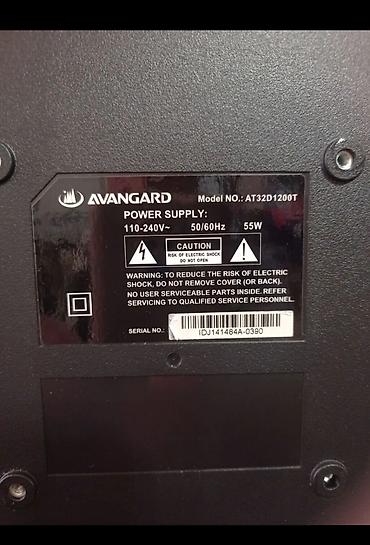 AVANGARD Model NO.: AT32D1200T
POWER SUPPLY:
110-240V~ 50/60Hz 55W
CAUTION
RISK OF ELECTRIC SHOCK
DO NOT OPEN
WARNING: TO REDUCE THE RISK OF ELECTRIC
SHOCK, DO NOT REMOVE COVER (OR BACK).
NO USER SERVICEABLE PARTS INSIDE. REFER
SERVICING TO QUALIFIED SERVICE PERSONNEL.
SERIAL NO.:
IDJ141464A-0390